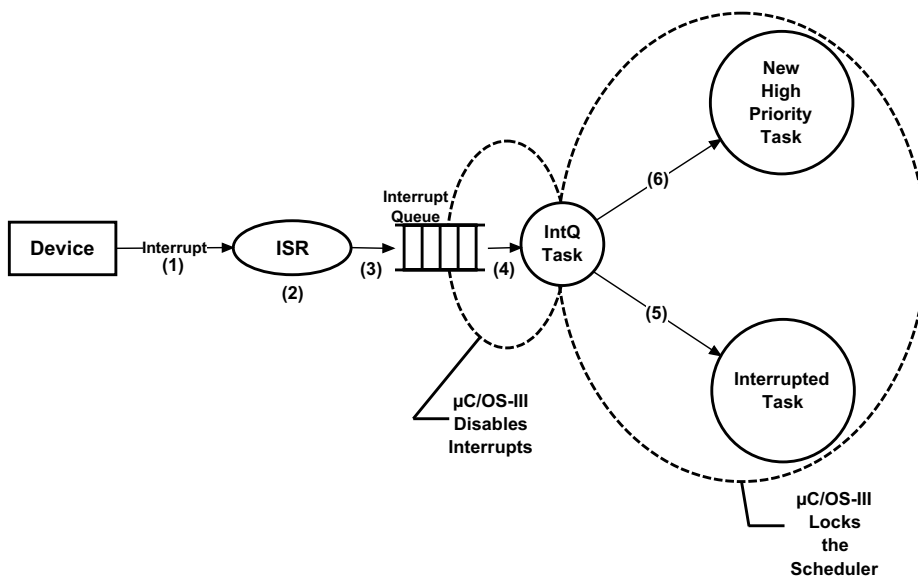 New
High
Priority
Task
(6)
Interrupt
Queue
IntQ
Task
Device
Interrupt
(1)
ISR
(2)
(3)
(4)
(5)
Interrupted
Task
µC/OS-III
Disables
Interrupts
µC/OS-III
Locks
the
Scheduler